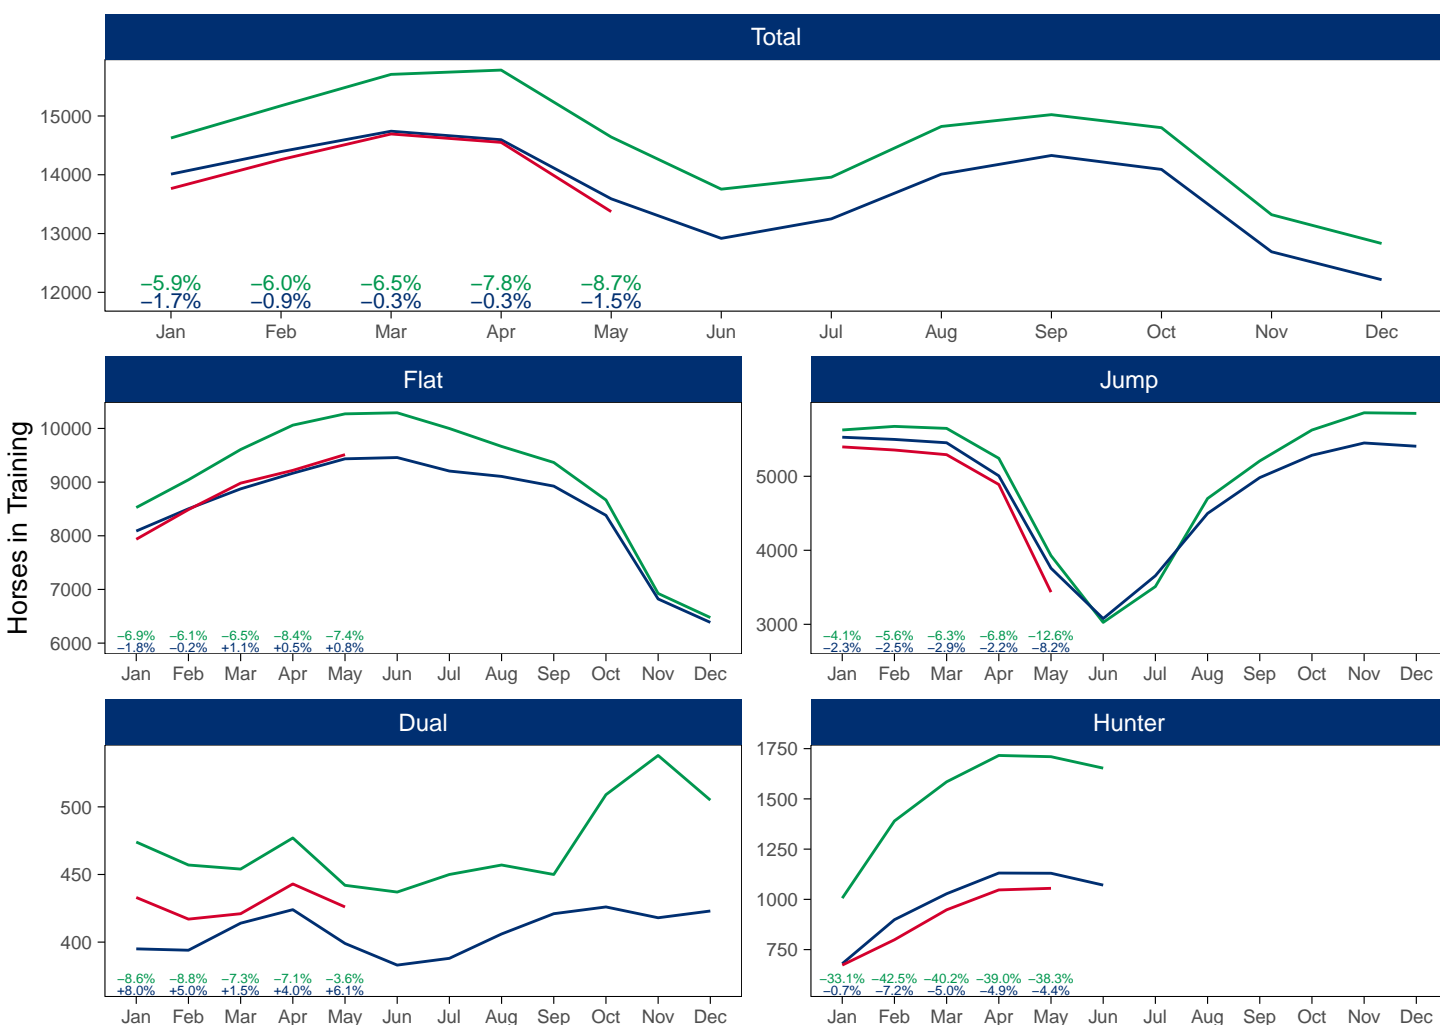 Total
15000
14000
13000
12000
−5.9% −6.0% −6.5% −7.8% −8.7%
−1.7% −0.9% −0.3% −0.3% −1.5%
Jan Feb Mar Apr May Jun Jul Aug Sep Oct Nov Dec
Horses in Training
Flat
10000
9000
8000
7000
6000
−6.9% −6.1% −6.5% −8.4% −7.4%
−1.8% −0.2% +1.1% +0.5% +0.8%
Jan Feb Mar Apr May Jun Jul Aug Sep Oct Nov Dec
Jump
5000
4000
3000
−4.1% −5.6% −6.3% −6.8% −12.6%
−2.3% −2.5% −2.9% −2.2% −8.2%
Jan Feb Mar Apr May Jun Jul Aug Sep Oct Nov Dec
Dual
500
450
400
−8.6% −8.8% −7.3% −7.1% −3.6%
+8.0% +5.0% +1.5% +4.0% +6.1%
Jan Feb Mar Apr May Jun Jul Aug Sep Oct Nov Dec
Hunter
1750
1500
1250
1000
750
−33.1% −42.5% −40.2% −39.0% −38.3%
−0.7% −7.2% −5.0% −4.9% −4.4%
Jan Feb Mar Apr May Jun Jul Aug Sep Oct Nov Dec